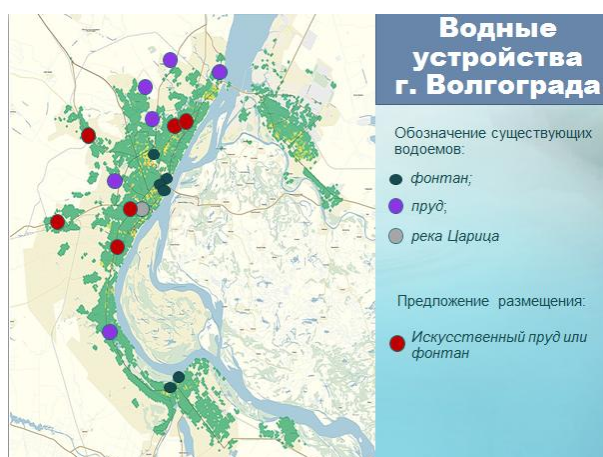 Водные
устройства
г. Волгограда
Обозначение существующих
водоемов:
фонтан;
пруд;
река Царица
Предложение размещения:
Искусственный пруд или
фонтан